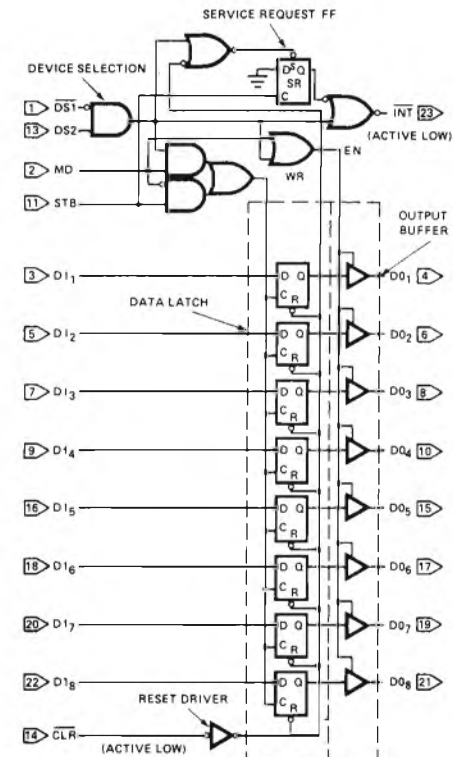 SERVICE REQUEST FF
DEVICE SELECTION
D S Q
SR
C
1 DS1
13 DS2
INT 23
(ACTIVE LOW)
2 MD
EN
WR
11 STB
OUTPUT
BUFFER
3 DI1 D Q C R DO1 4
DATA LATCH
5 DI2 D Q C R DO2 6
7 DI3 D Q C R DO3 8
9 DI4 D Q C R DO4 10
16 DI5 D Q C R DO5 15
18 DI6 D Q C R DO6 17
20 DI7 D Q C R DO7 19
22 DI8 D Q C R DO8 21
RESET DRIVER
14 CLR
(ACTIVE LOW)